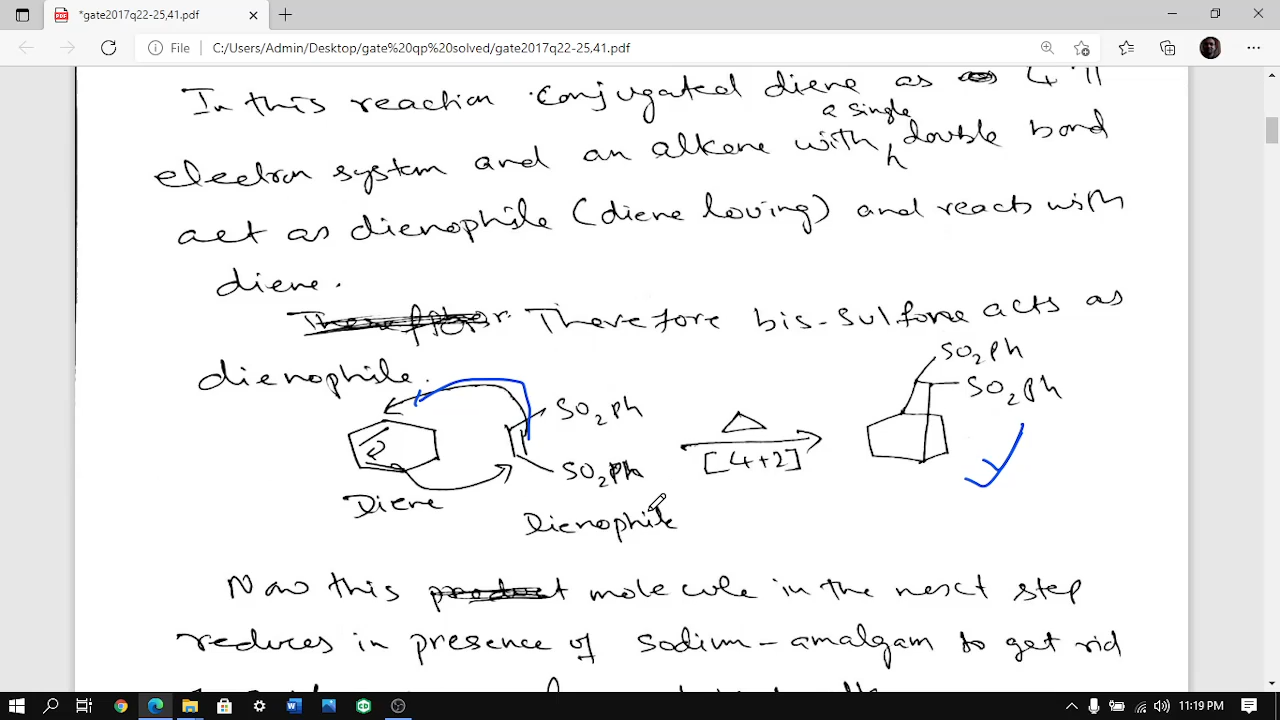 *gate2017q22-25,41.pdf
File C:/Users/Admin/Desktop/gate%20qp%20solved/gate2017q22-25,41.pdf
In this reaction conjugated diene as 4 π
a single
electron system and an alkene with double bond
act as dienophile (diene loving) and reacts with
diene.
Therefore bis-sulfone acts as
dienophile.
SO2Ph
SO2Ph
SO2Ph
SO2Ph
Δ
[4+2]
Diene
Dienophile
Now this molecule in the next step
reduces in presence of sodium-amalgam to get rid
11:19 PM